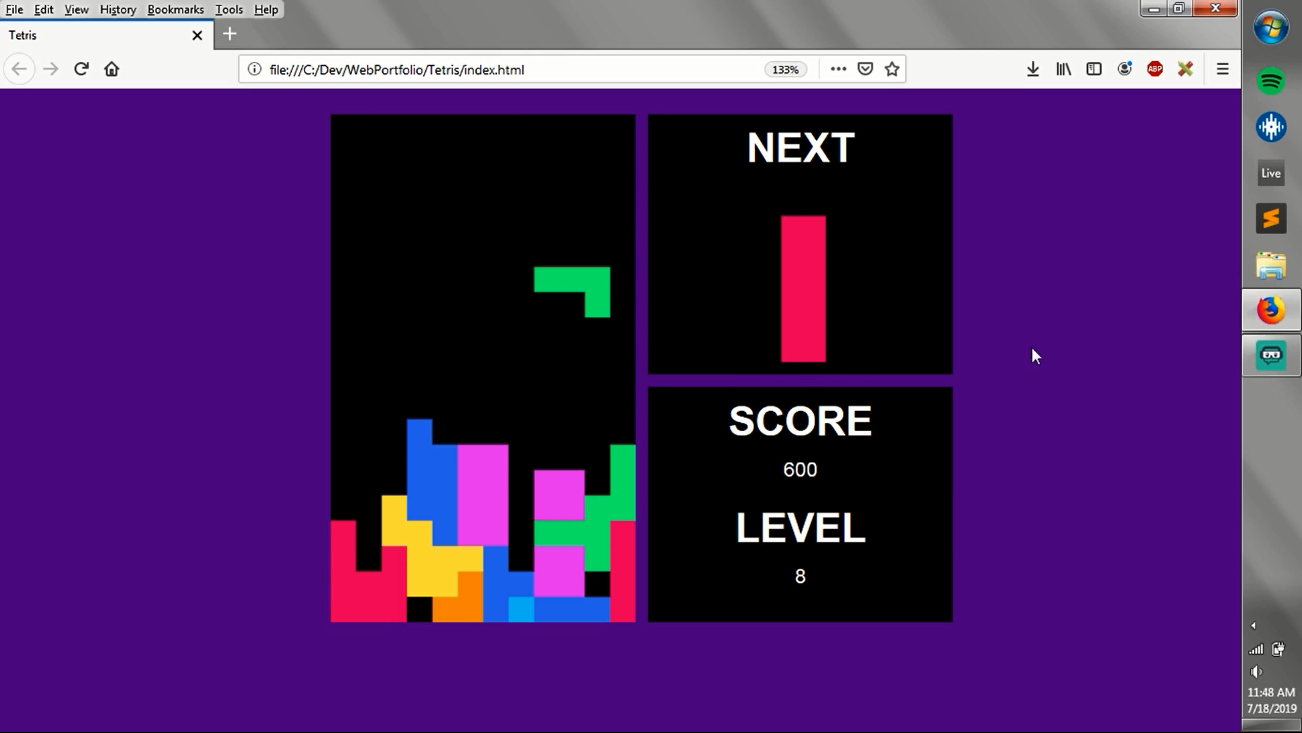 File Edit View History Bookmarks Tools Help
Tetris
file:///C:/Dev/WebPortfolio/Tetris/index.html 133%
ABP
Live
NEXT
SCORE
600
LEVEL
8
11:48 AM
7/18/2019